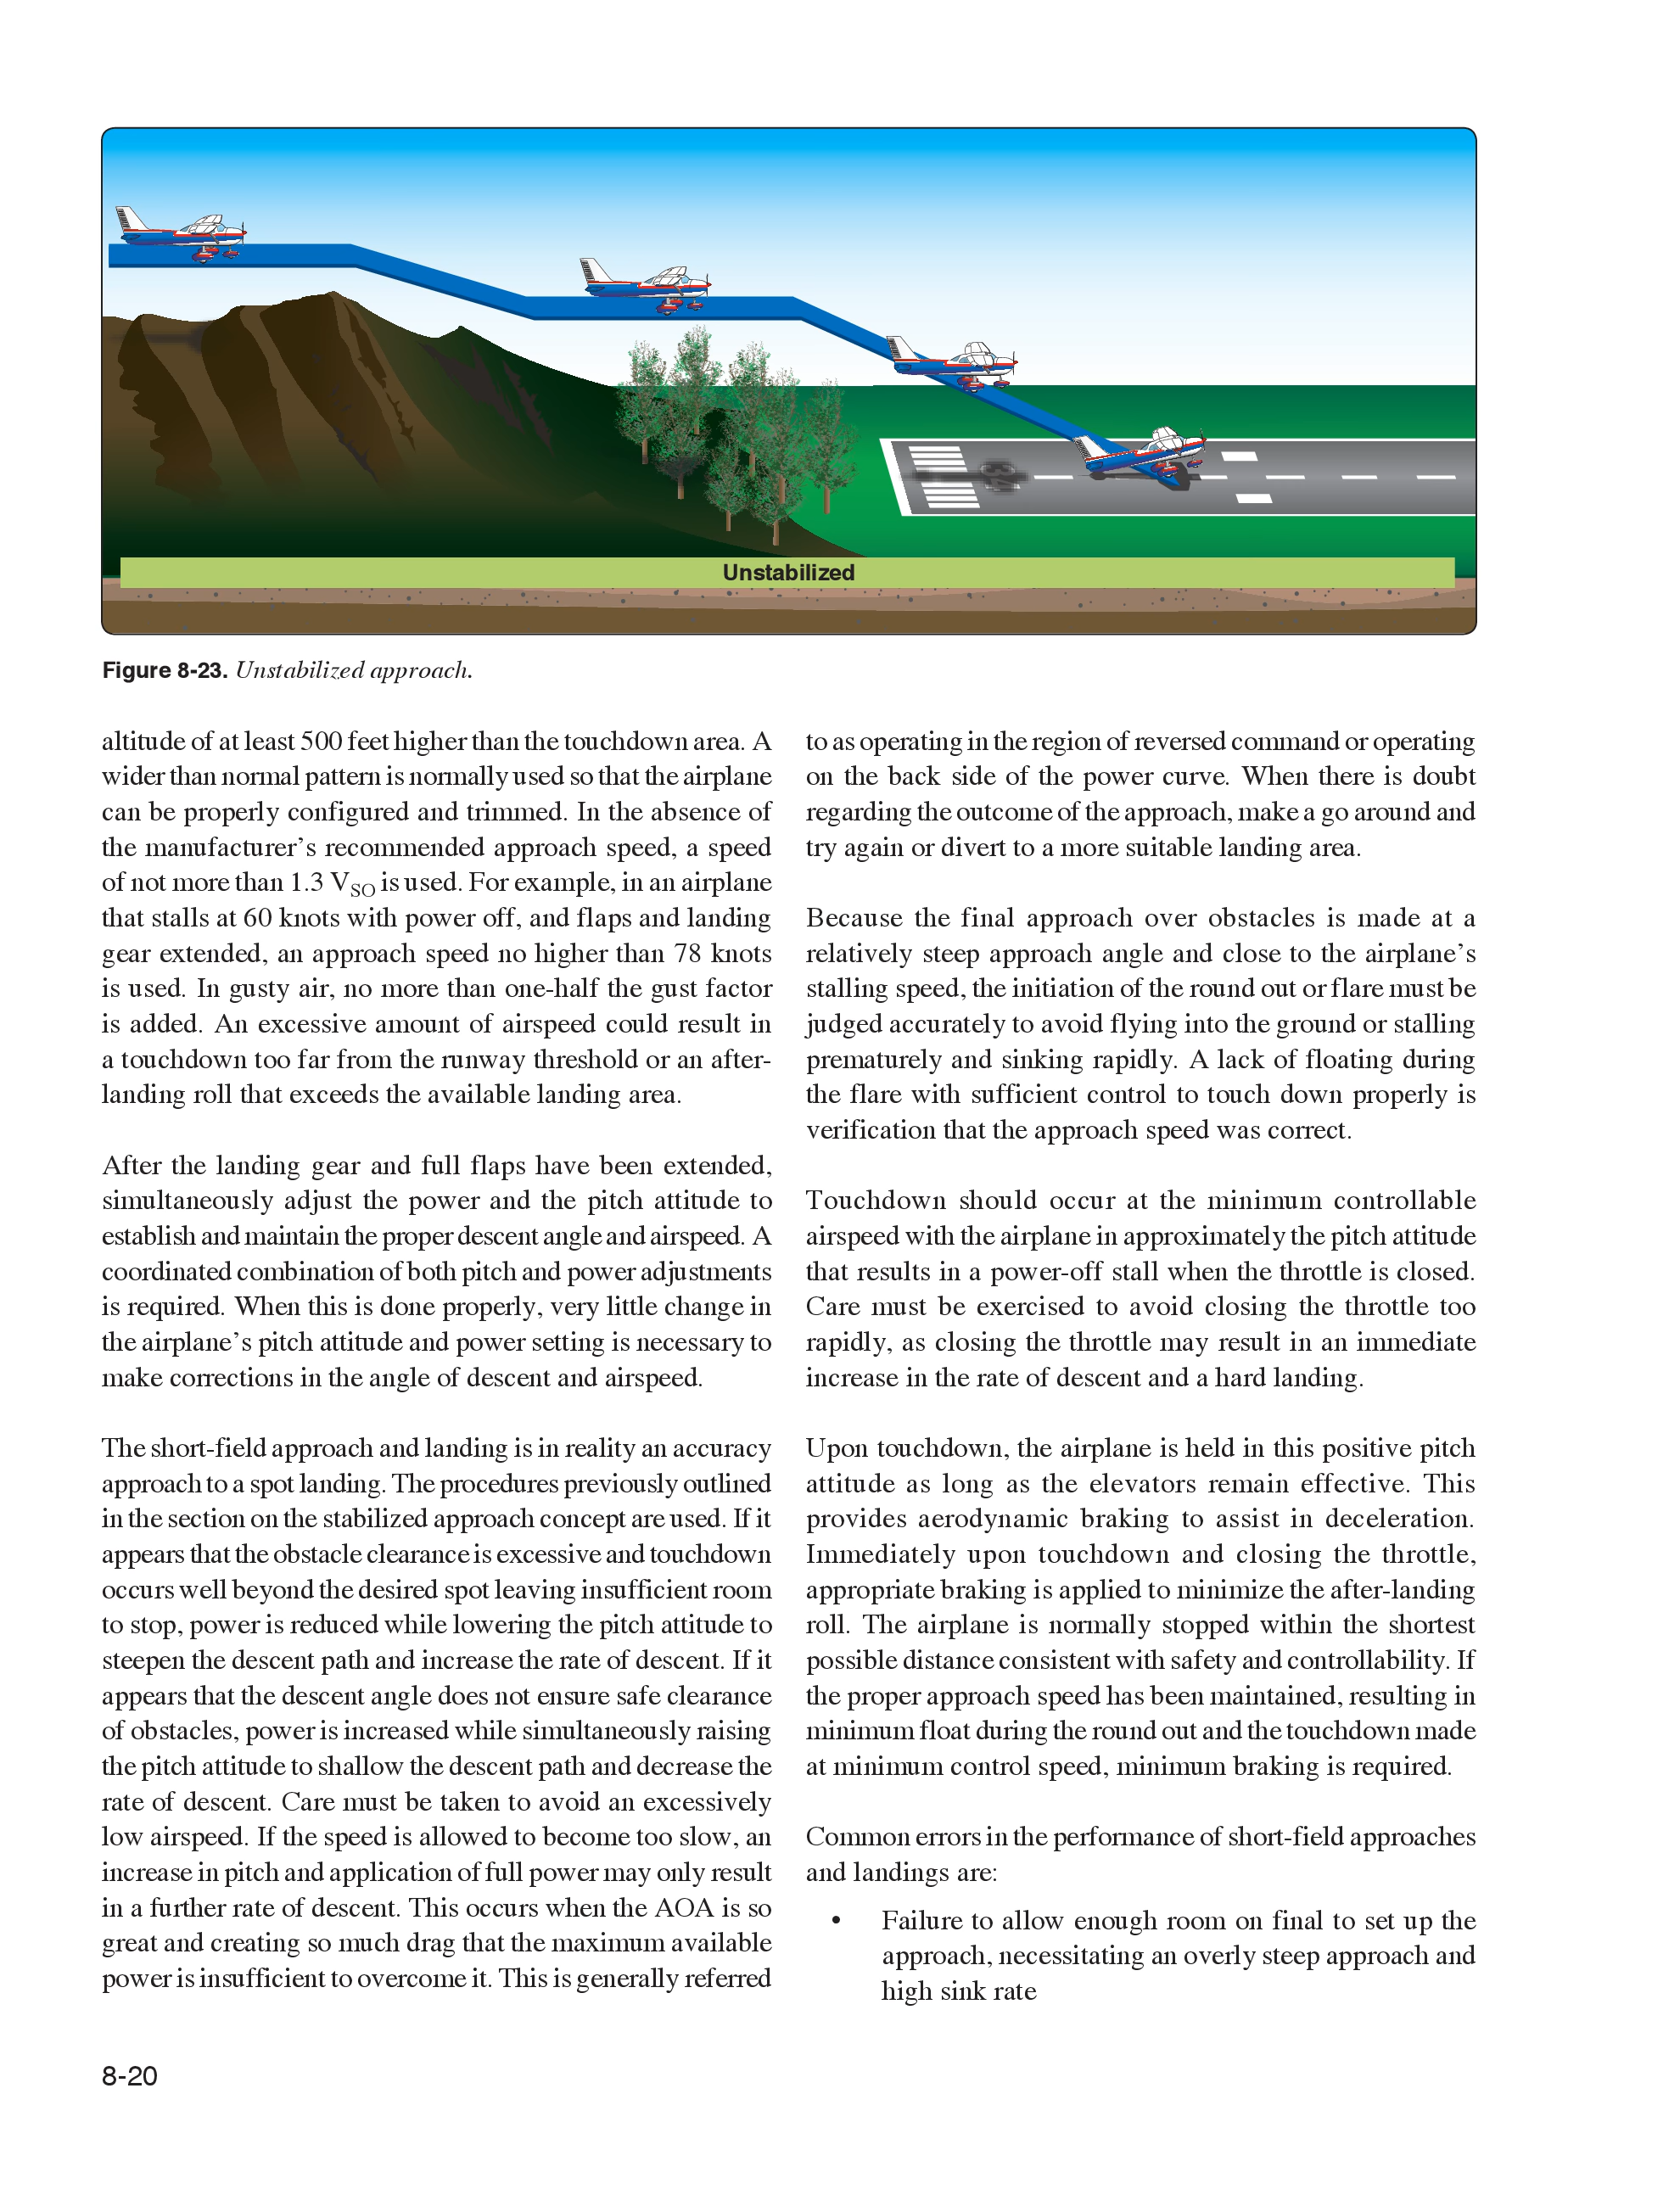 Unstabilized
Figure 8-23. Unstabilized approach.
altitude of at least 500 feet higher than the touchdown area. A
wider than normal pattern is normally used so that the airplane
can be properly configured and trimmed. In the absence of
the manufacturer’s recommended approach speed, a speed
of not more than 1.3 VSO is used. For example, in an airplane
that stalls at 60 knots with power off, and flaps and landing
gear extended, an approach speed no higher than 78 knots
is used. In gusty air, no more than one-half the gust factor
is added. An excessive amount of airspeed could result in
a touchdown too far from the runway threshold or an after-
landing roll that exceeds the available landing area.
After the landing gear and full flaps have been extended,
simultaneously adjust the power and the pitch attitude to
establish and maintain the proper descent angle and airspeed. A
coordinated combination of both pitch and power adjustments
is required. When this is done properly, very little change in
the airplane’s pitch attitude and power setting is necessary to
make corrections in the angle of descent and airspeed.
The short-field approach and landing is in reality an accuracy
approach to a spot landing. The procedures previously outlined
in the section on the stabilized approach concept are used. If it
appears that the obstacle clearance is excessive and touchdown
occurs well beyond the desired spot leaving insufficient room
to stop, power is reduced while lowering the pitch attitude to
steepen the descent path and increase the rate of descent. If it
appears that the descent angle does not ensure safe clearance
of obstacles, power is increased while simultaneously raising
the pitch attitude to shallow the descent path and decrease the
rate of descent. Care must be taken to avoid an excessively
low airspeed. If the speed is allowed to become too slow, an
increase in pitch and application of full power may only result
in a further rate of descent. This occurs when the AOA is so
great and creating so much drag that the maximum available
power is insufficient to overcome it. This is generally referred
to as operating in the region of reversed command or operating
on the back side of the power curve. When there is doubt
regarding the outcome of the approach, make a go around and
try again or divert to a more suitable landing area.
Because the final approach over obstacles is made at a
relatively steep approach angle and close to the airplane’s
stalling speed, the initiation of the round out or flare must be
judged accurately to avoid flying into the ground or stalling
prematurely and sinking rapidly. A lack of floating during
the flare with sufficient control to touch down properly is
verification that the approach speed was correct.
Touchdown should occur at the minimum controllable
airspeed with the airplane in approximately the pitch attitude
that results in a power-off stall when the throttle is closed.
Care must be exercised to avoid closing the throttle too
rapidly, as closing the throttle may result in an immediate
increase in the rate of descent and a hard landing.
Upon touchdown, the airplane is held in this positive pitch
attitude as long as the elevators remain effective. This
provides aerodynamic braking to assist in deceleration.
Immediately upon touchdown and closing the throttle,
appropriate braking is applied to minimize the after-landing
roll. The airplane is normally stopped within the shortest
possible distance consistent with safety and controllability. If
the proper approach speed has been maintained, resulting in
minimum float during the round out and the touchdown made
at minimum control speed, minimum braking is required.
Common errors in the performance of short-field approaches
and landings are:
• Failure to allow enough room on final to set up the
approach, necessitating an overly steep approach and
high sink rate
8-20